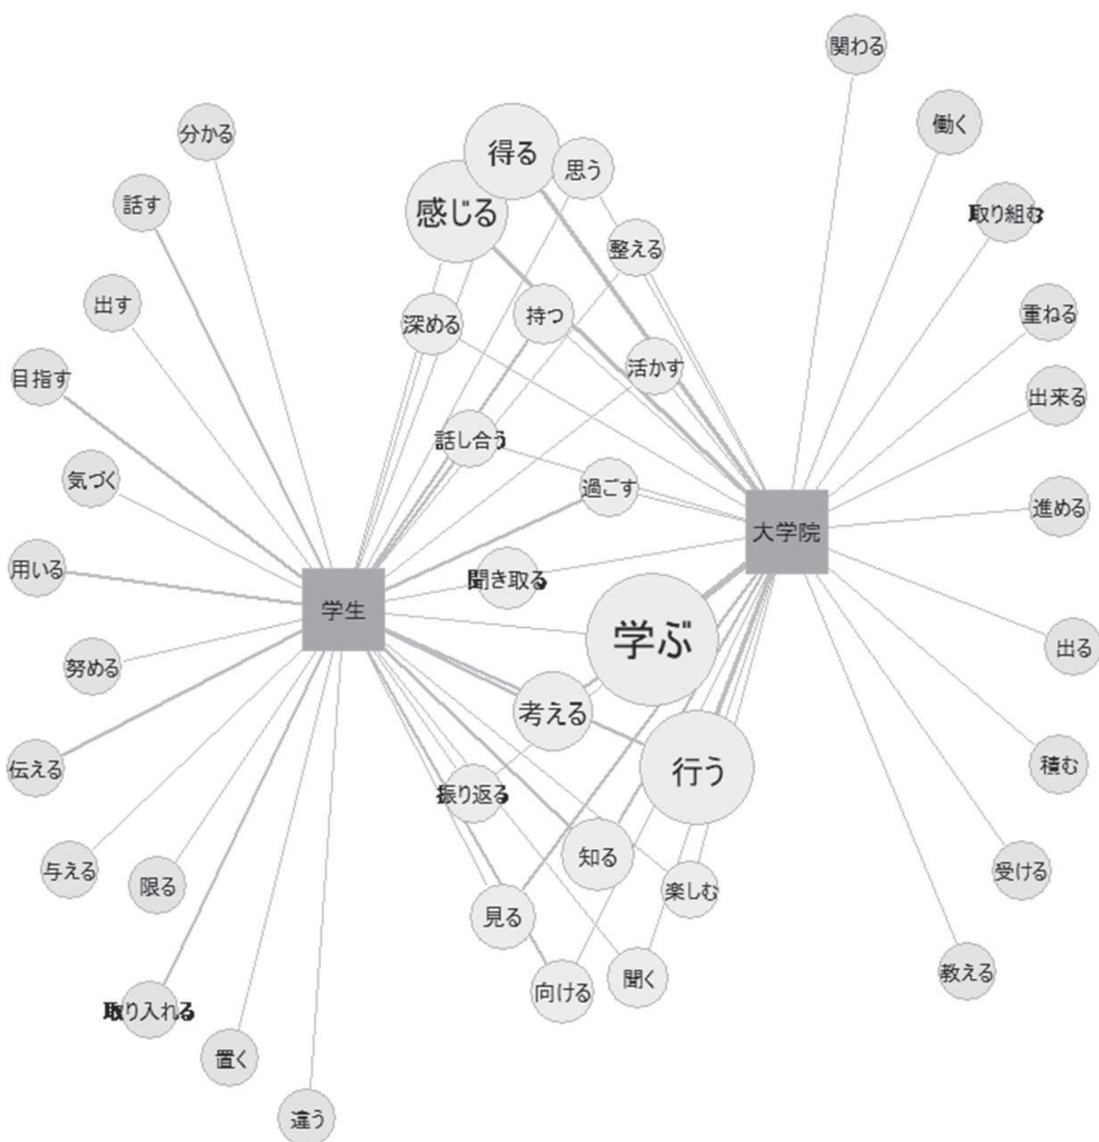 関わる
働く
分かる
得る
思う
話す
感じる
取り組む
整える
出す
深める
持つ
重ねる
目指す
活かす
出来る
話し合う
気づく
過ごす
進める
大学院
用いる
聞き取る
学生
学ぶ
努める
出る
考える
伝える
行う
積む
振り返る
与える
限る
知る
楽しむ
受ける
見る
教える
向ける
聞く
取り入れる
置く
違う